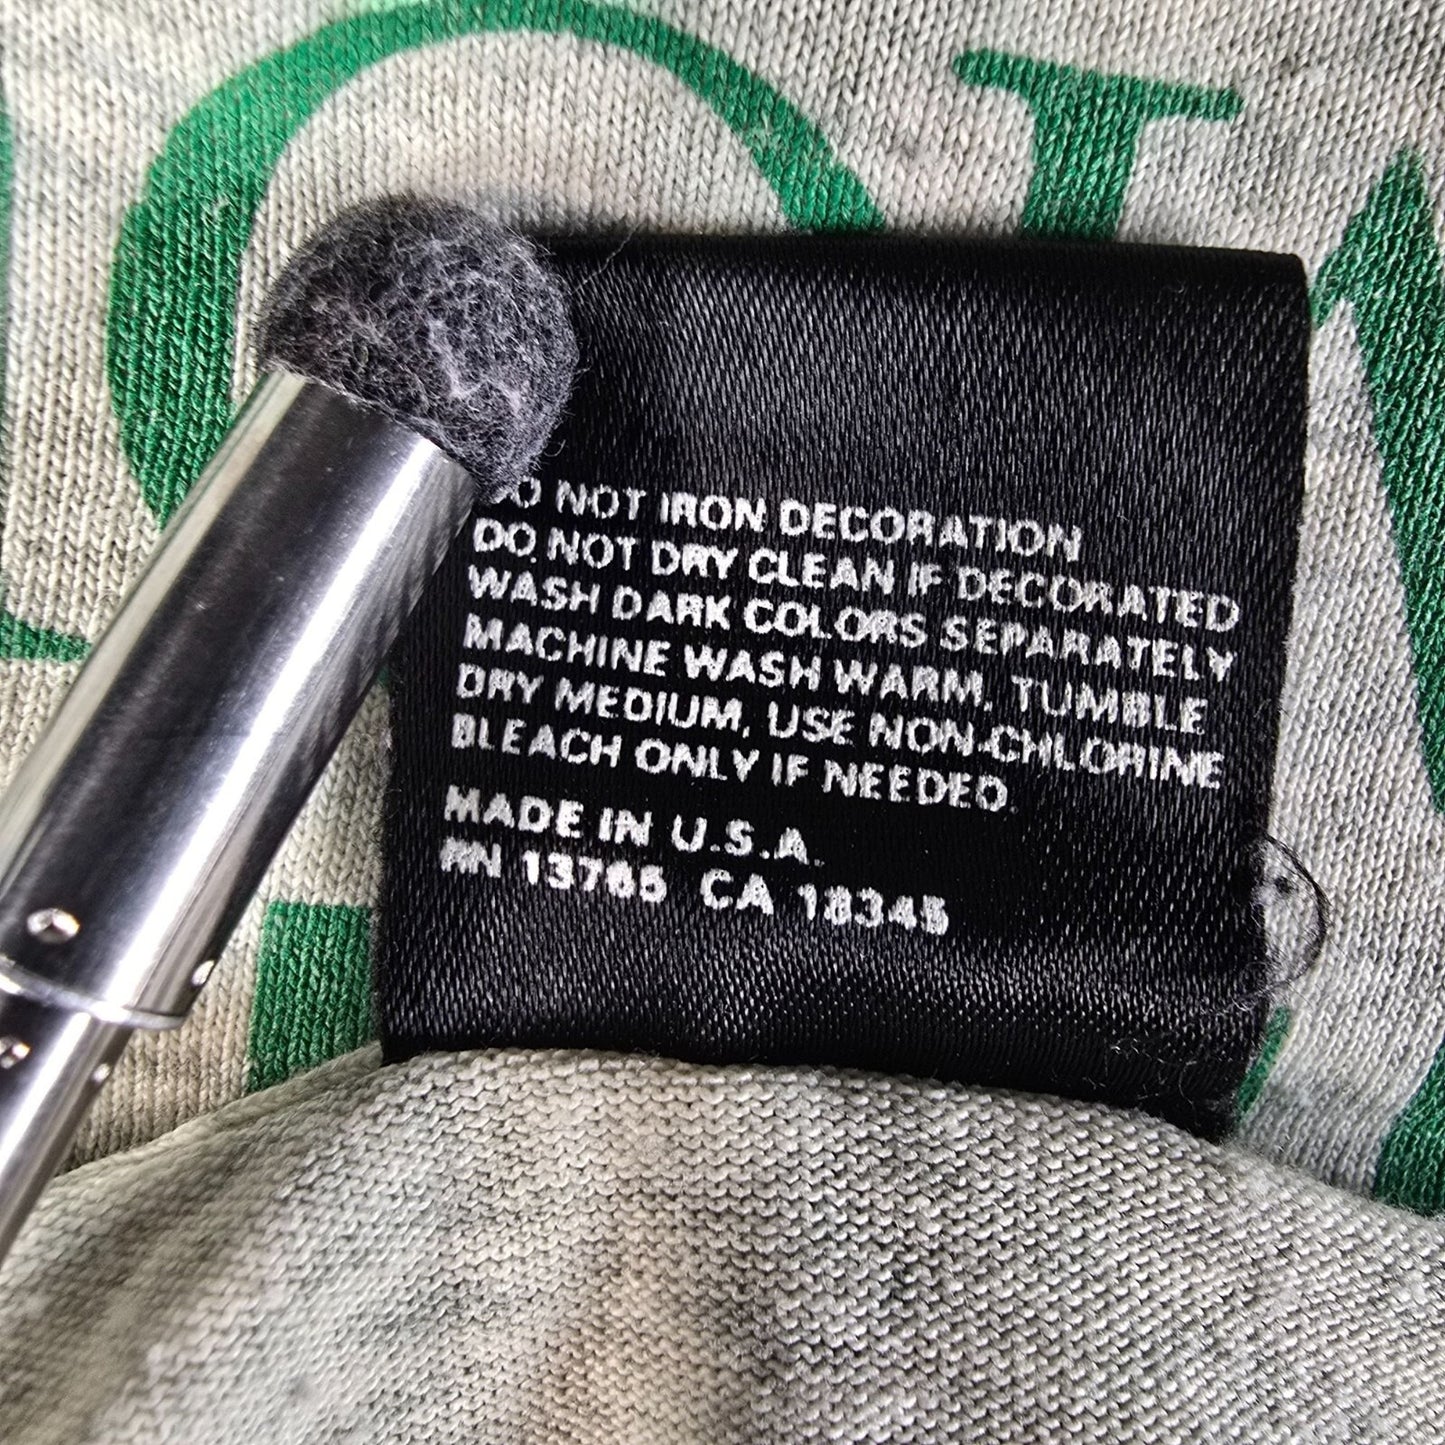 DO NOT IRON DECORATION
DO NOT DRY CLEAN IF DECORATED
WASH DARK COLORS SEPARATELY
MACHINE WASH WARM, TUMBLE
DRY MEDIUM, USE NON-CHLORINE
BLEACH ONLY IF NEEDED.
MADE IN U.S.A.
RN 13765 CA 18345